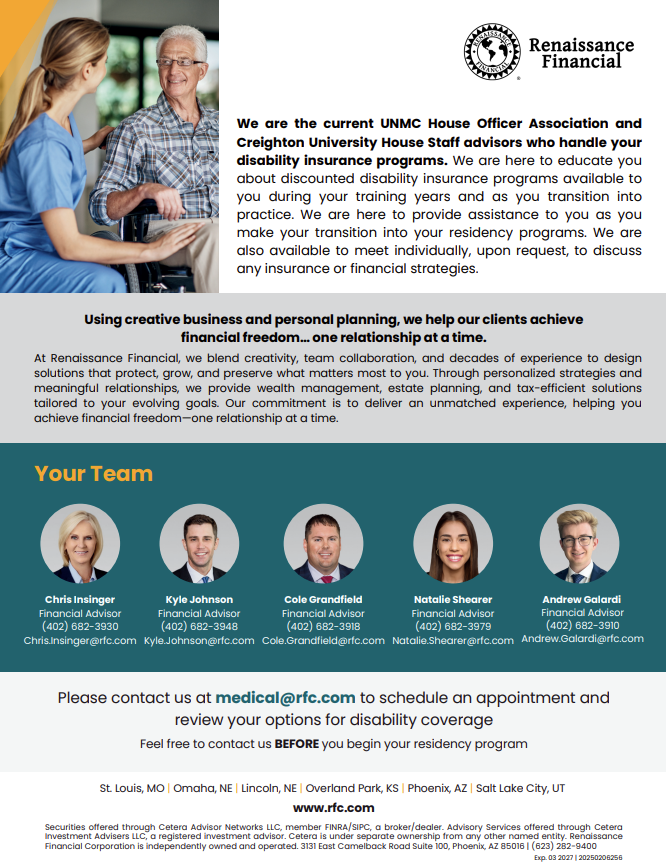 RENAISSANCE
FINANCIAL
®
Renaissance
Financial
We are the current UNMC House Officer Association and
Creighton University House Staff advisors who handle your
disability insurance programs. We are here to educate you
about discounted disability insurance programs available to
you during your training years and as you transition into
practice. We are here to provide assistance to you as you
make your transition into your residency programs. We are
also available to meet individually, upon request, to discuss
any insurance or financial strategies.
Using creative business and personal planning, we help our clients achieve
financial freedom... one relationship at a time.
At Renaissance Financial, we blend creativity, team collaboration, and decades of experience to design
solutions that protect, grow, and preserve what matters most to you. Through personalized strategies and
meaningful relationships, we provide wealth management, estate planning, and tax-efficient solutions
tailored to your evolving goals. Our commitment is to deliver an unmatched experience, helping you
achieve financial freedom—one relationship at a time.
Your Team
Chris Insinger
Financial Advisor
(402) 682-3930
Chris.Insinger@rfc.com
Kyle Johnson
Financial Advisor
(402) 682-3948
Kyle.Johnson@rfc.com
Cole Grandfield
Financial Advisor
(402) 682-3918
Cole.Grandfield@rfc.com
Natalie Shearer
Financial Advisor
(402) 682-3979
Natalie.Shearer@rfc.com
Andrew Galardi
Financial Advisor
(402) 682-3910
Andrew.Galardi@rfc.com
Please contact us at medical@rfc.com to schedule an appointment and
review your options for disability coverage
Feel free to contact us BEFORE you begin your residency program
St. Louis, MO | Omaha, NE | Lincoln, NE | Overland Park, KS | Phoenix, AZ | Salt Lake City, UT
www.rfc.com
Securities offered through Cetera Advisor Networks LLC, member FINRA/SIPC, a broker/dealer. Advisory Services offered through Cetera
Investment Advisers LLC, a registered investment advisor. Cetera is under separate ownership from any other named entity. Renaissance
Financial Corporation is independently owned and operated. 3131 East Camelback Road Suite 100, Phoenix, AZ 85016 | (623) 282-9400
Exp. 03 2027 | 20250206256